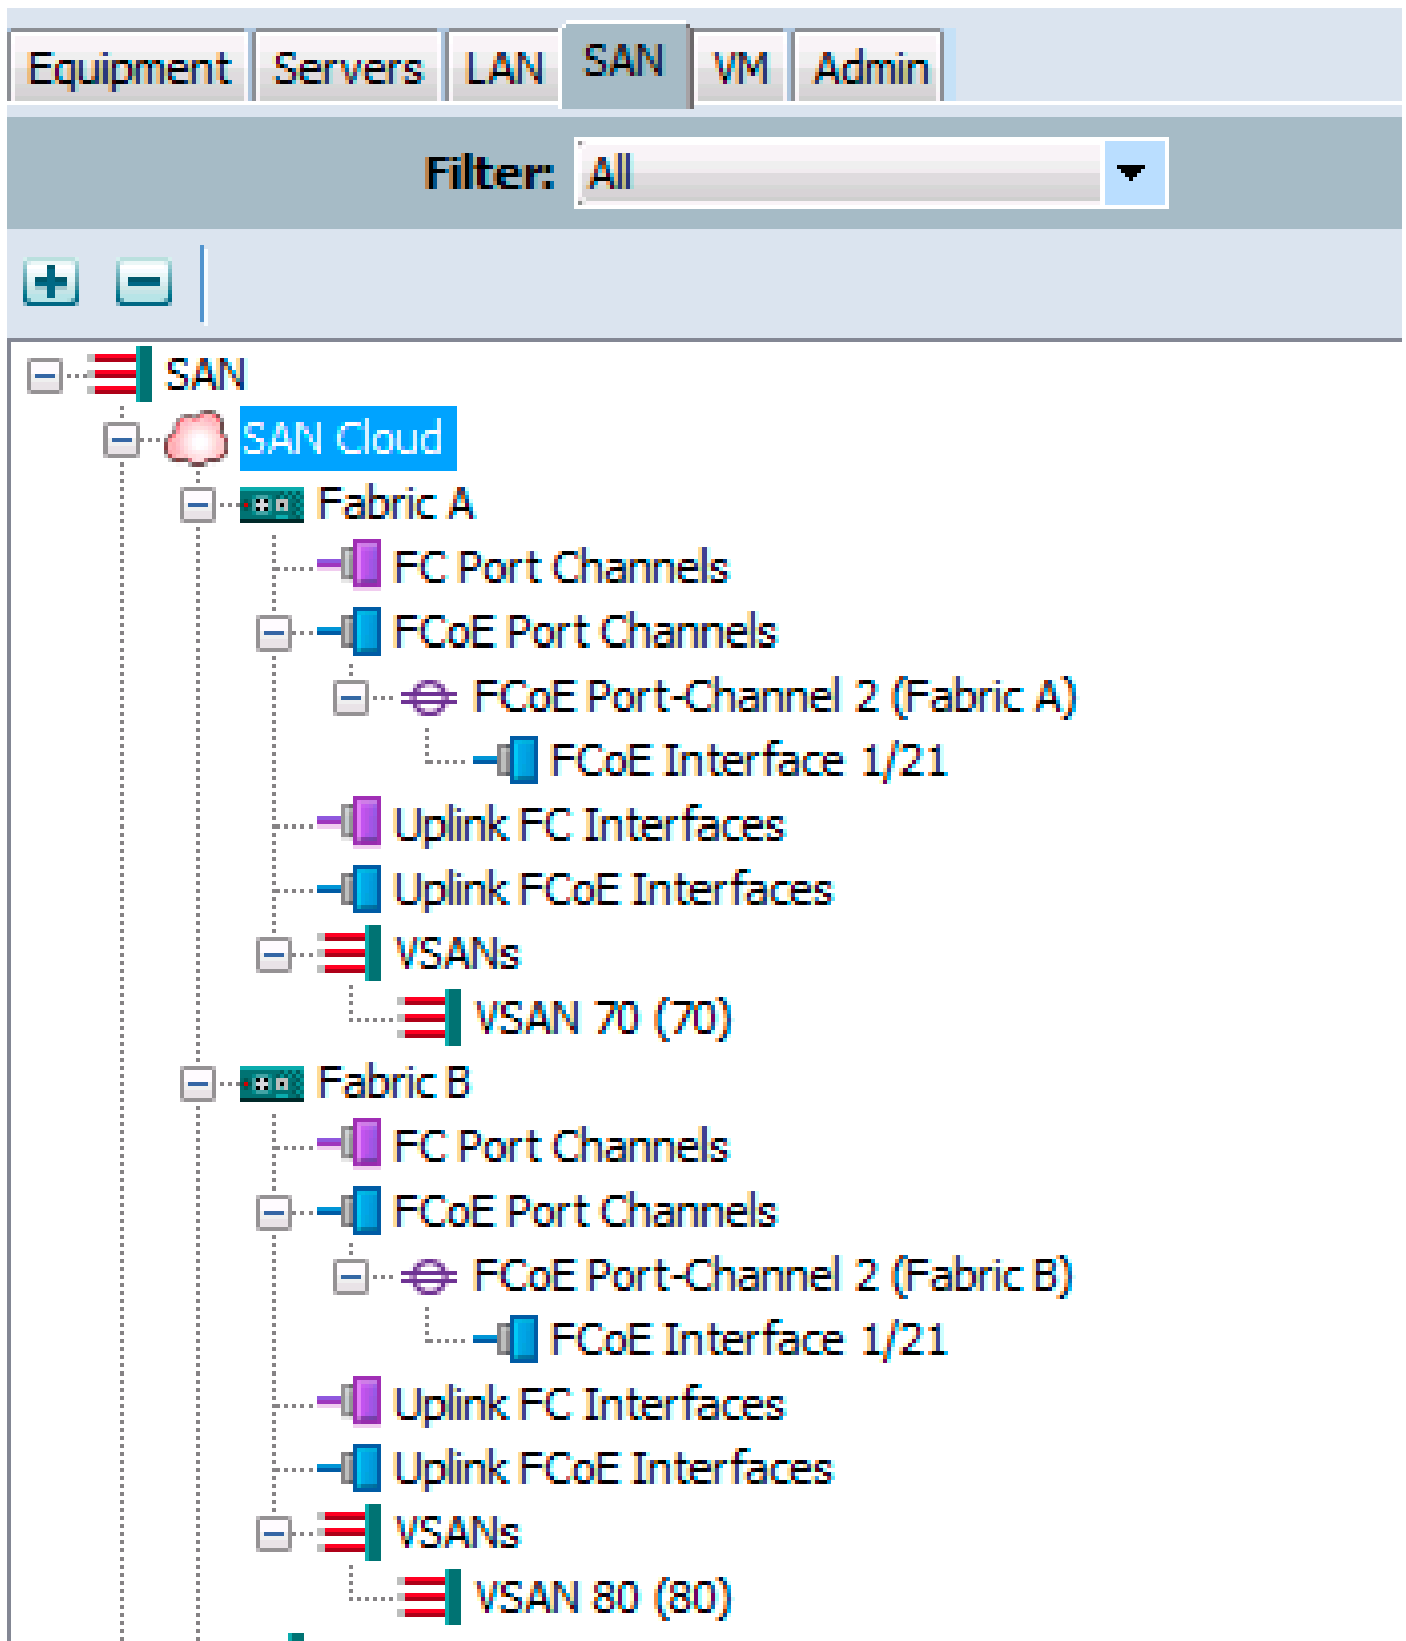 Equipment Servers LAN SAN VM Admin
Filter: All
SAN
SAN Cloud
Fabric A
FC Port Channels
FCoE Port Channels
FCoE Port-Channel 2 (Fabric A)
FCoE Interface 1/21
Uplink FC Interfaces
Uplink FCoE Interfaces
VSANs
VSAN 70 (70)
Fabric B
FC Port Channels
FCoE Port Channels
FCoE Port-Channel 2 (Fabric B)
FCoE Interface 1/21
Uplink FC Interfaces
Uplink FCoE Interfaces
VSANs
VSAN 80 (80)